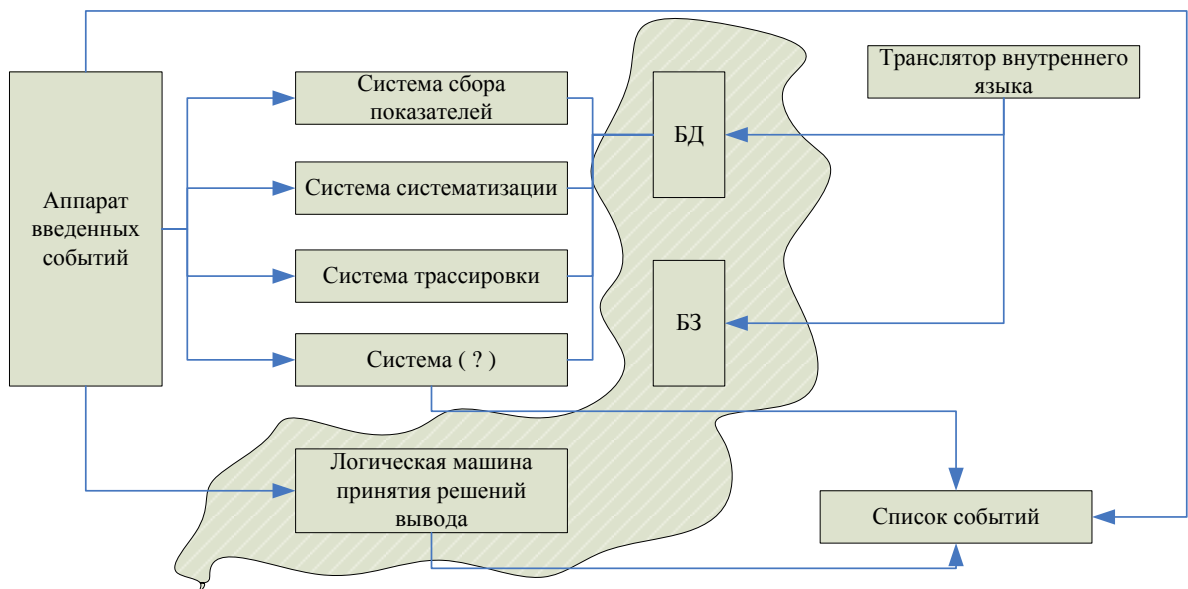 Аппарат
введенных
событий
Система сбора
показателей
Система систематизации
Система трассировки
Система ( ? )
Логическая машина
принятия решений
вывода
БД
БЗ
Транслятор внутреннего
языка
Список событий